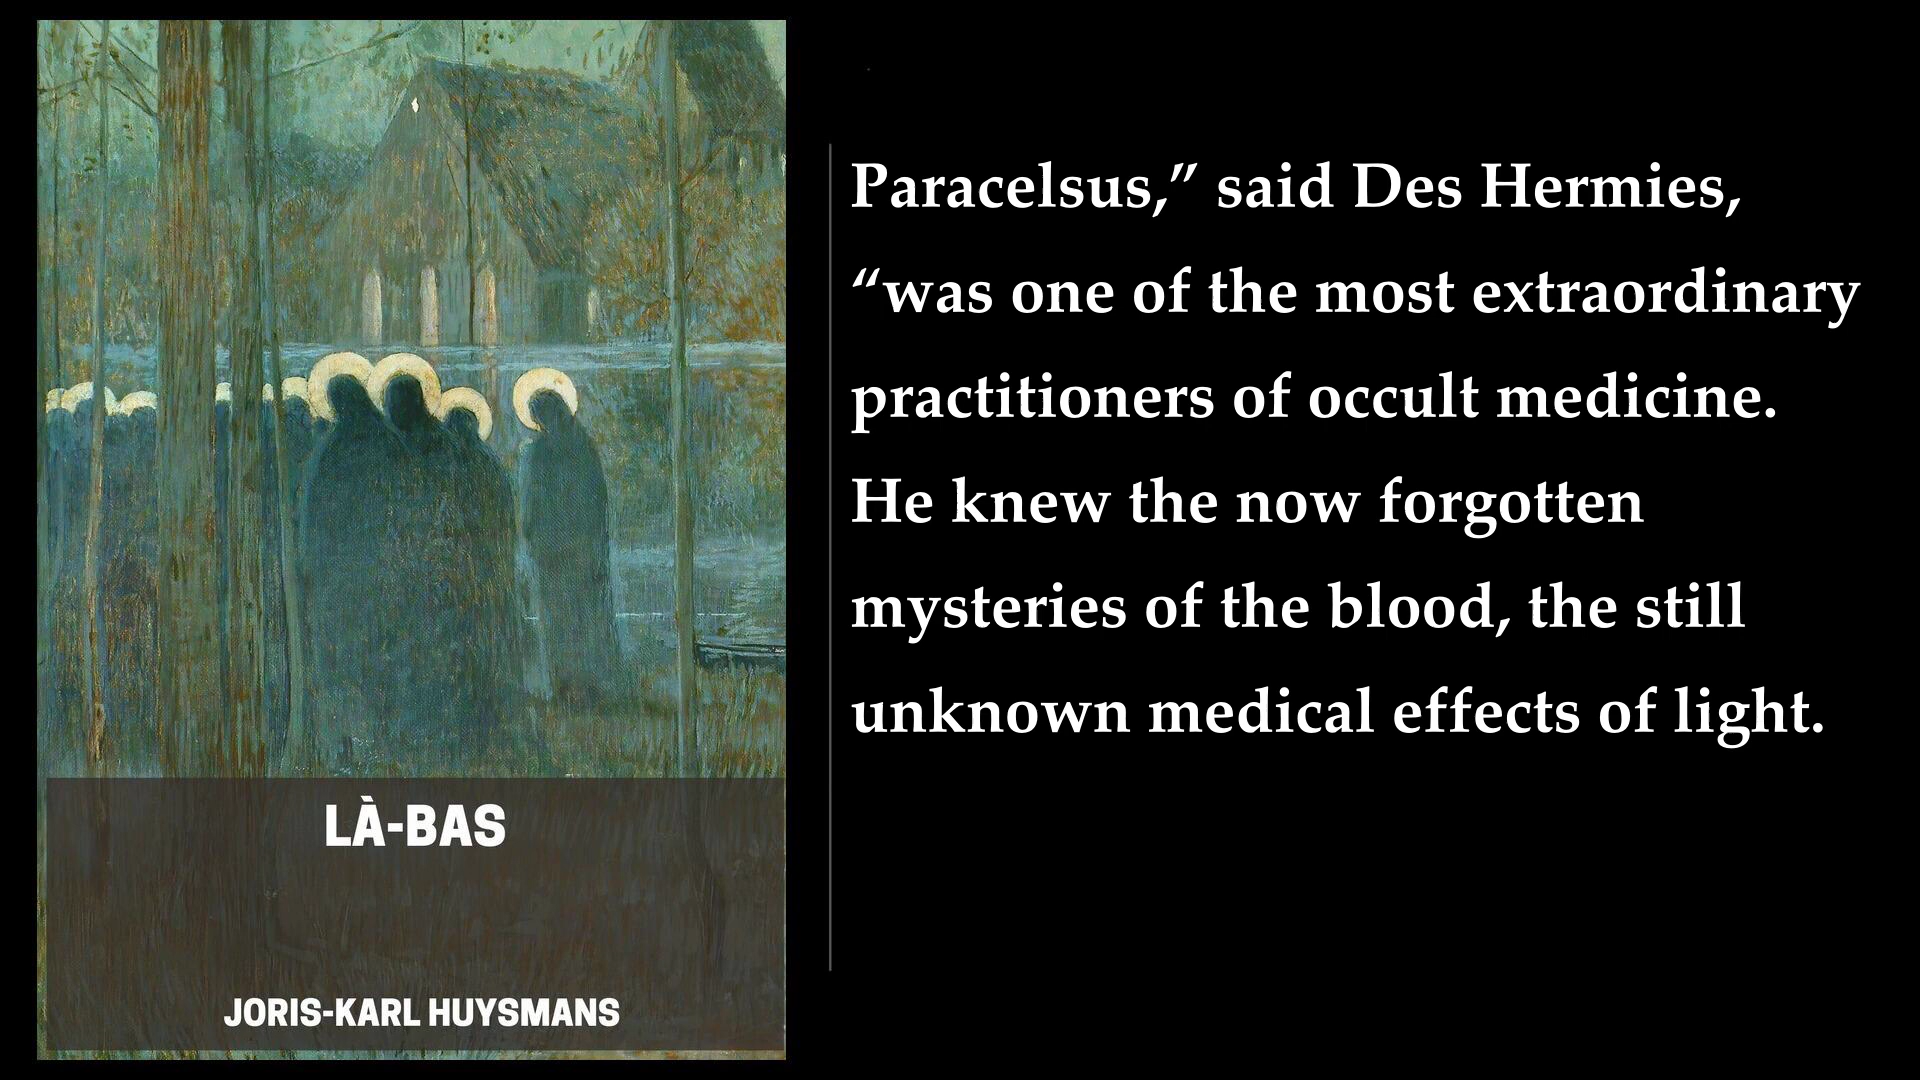 LÀ-BAS
JORIS-KARL HUYSMANS
Paracelsus,” said Des Hermies,
“was one of the most extraordinary
practitioners of occult medicine.
He knew the now forgotten
mysteries of the blood, the still
unknown medical effects of light.